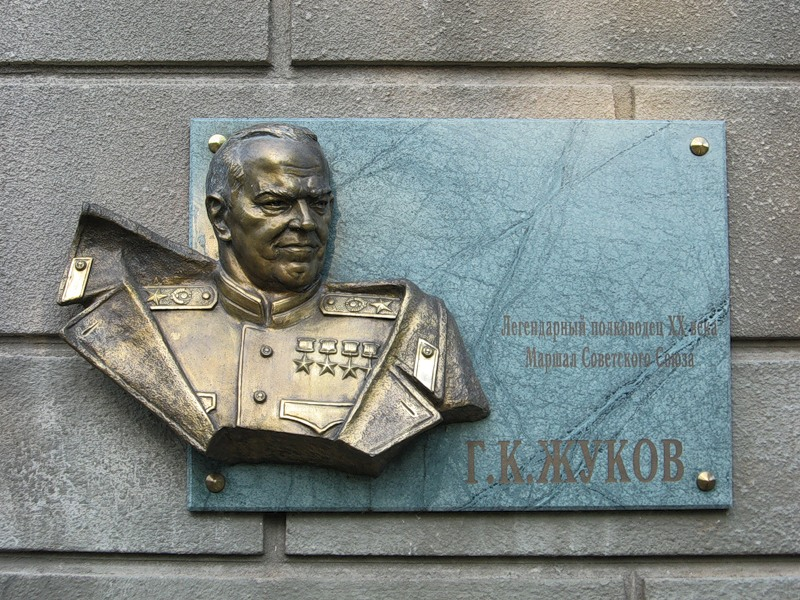 Легендарный полководец XX века
Маршал Советского Союза
Г.К.ЖУКОВ